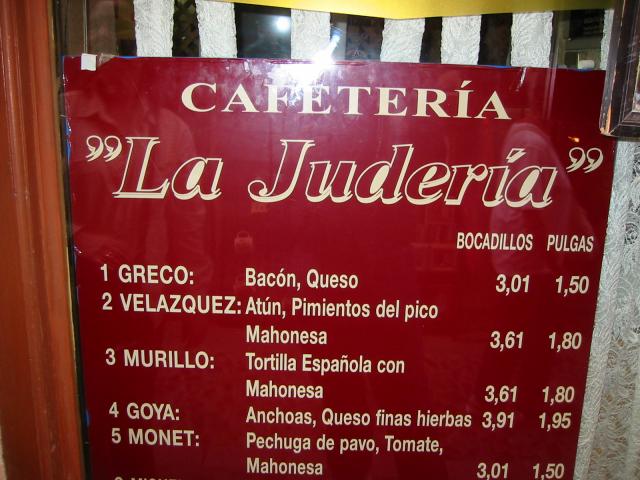 CAFETERÍA
”La Judería”
BOCADILLOS PULGAS
1 GRECO: Bacón, Queso 3,01 1,50
2 VELAZQUEZ: Atún, Pimientos del pico
Mahonesa 3,61 1,80
3 MURILLO: Tortilla Española con
Mahonesa 3,61 1,80
4 GOYA: Anchoas, Queso finas hierbas 3,91 1,95
5 MONET: Pechuga de pavo, Tomate,
Mahonesa 3,01 1,50